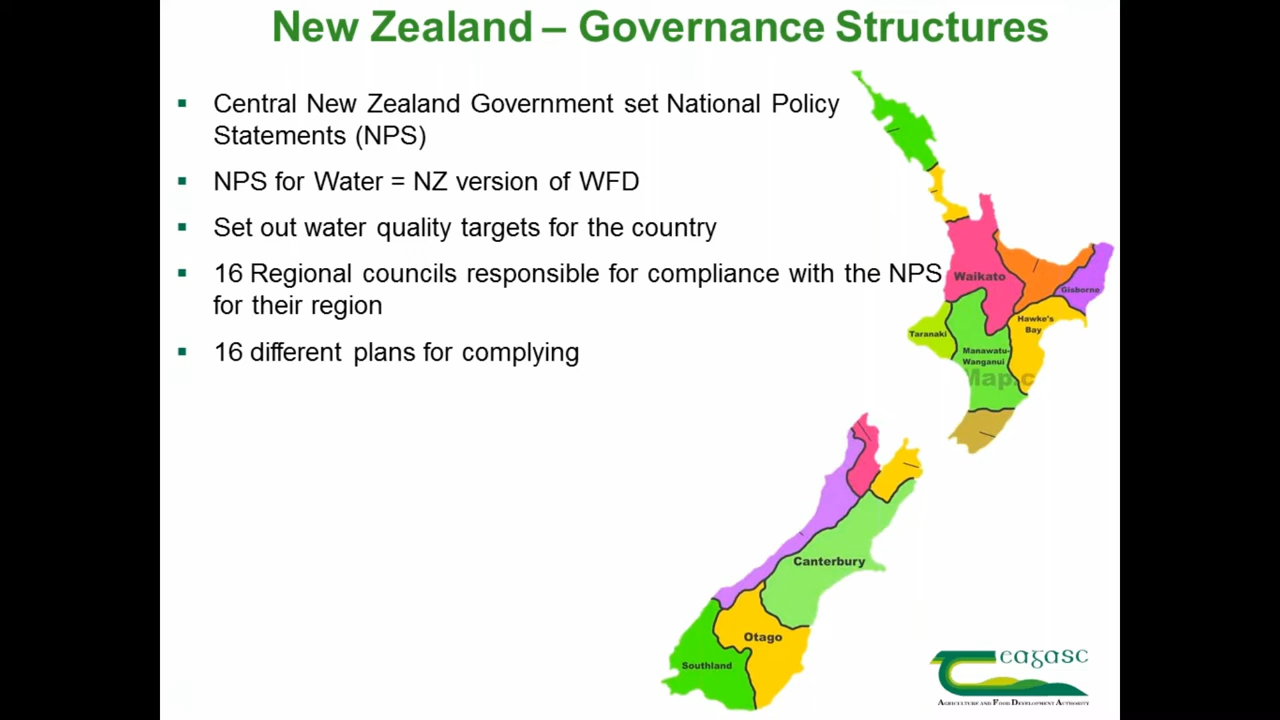 New Zealand – Governance Structures
Central New Zealand Government set National Policy
Statements (NPS)
NPS for Water = NZ version of WFD
Set out water quality targets for the country
16 Regional councils responsible for compliance with the NPS
for their region
16 different plans for complying
Waikato
Gisborne
Hawke's
Bay
Taranaki
Manawatu-
Wanganui
Map.c
Canterbury
Otago
Southland
teagasc
AGRICULTURE AND FOOD DEVELOPMENT AUTHORITY